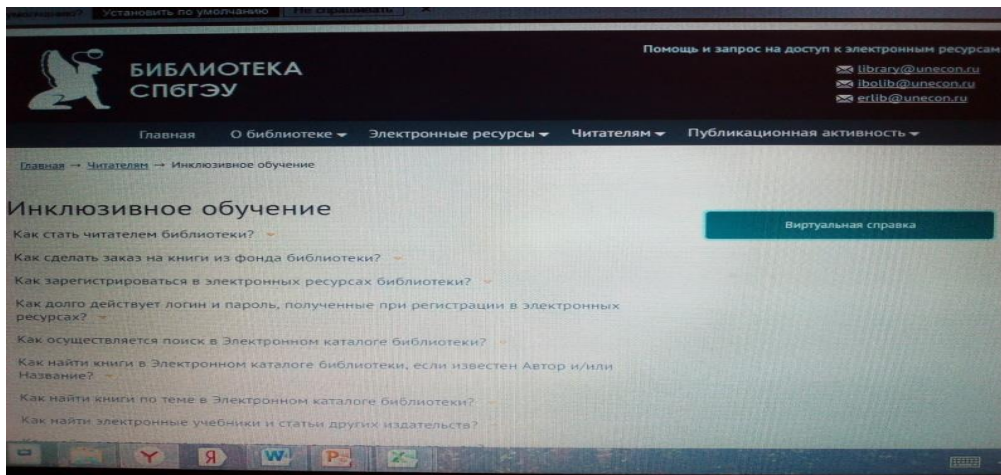 Установить по умолчанию Не спрашивать
Помощь и запрос на доступ к электронным ресурсам
БИБЛИОТЕКА
СПбГЭУ
library@unecon.ru
ibolib@unecon.ru
erlib@unecon.ru
Главная О библиотеке Электронные ресурсы Читателям Публикационная активность
Главная → Читателям → Инклюзивное обучение
Инклюзивное обучение
Виртуальная справка
Как стать читателем библиотеки?
Как сделать заказ на книги из фонда библиотеки?
Как зарегистрироваться в электронных ресурсах библиотеки?
Как долго действует логин и пароль, полученные при регистрации в электронных
ресурсах?
Как осуществляется поиск в Электронном каталоге библиотеки?
Как найти книги в Электронном каталоге библиотеки, если известен Автор и/или
Название?
Как найти книги по теме в Электронном каталоге библиотеки?
Как найти электронные учебники и статьи других издательств?
Y Я W P X